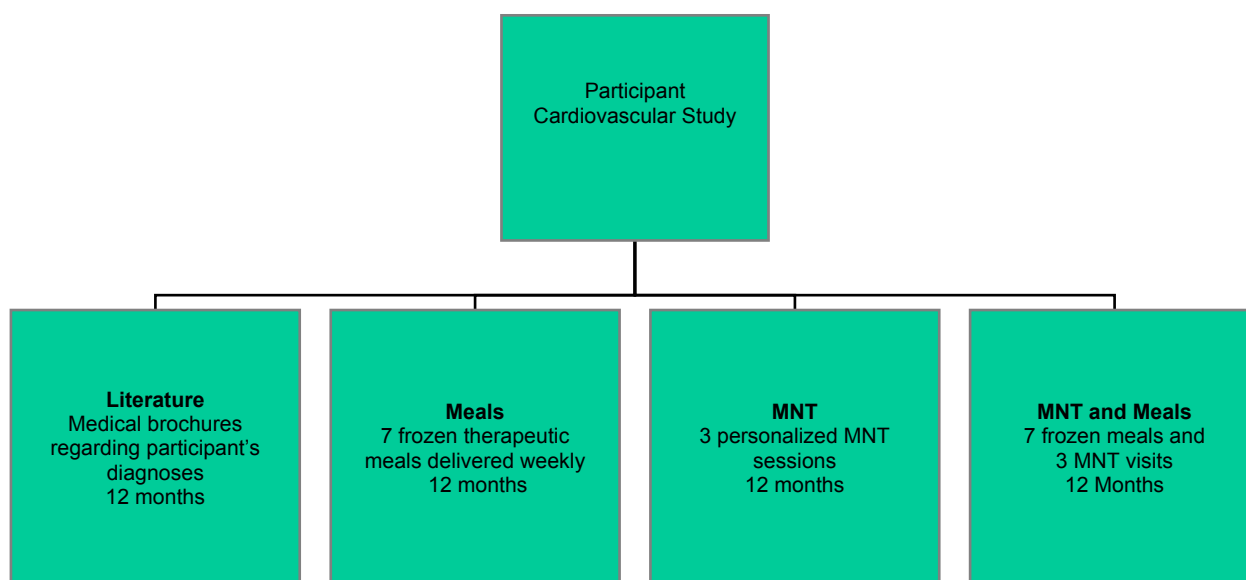 Participant
Cardiovascular Study
Literature
Medical brochures
regarding participant’s
diagnoses
12 months
Meals
7 frozen therapeutic
meals delivered weekly
12 months
MNT
3 personalized MNT
sessions
12 months
MNT and Meals
7 frozen meals and
3 MNT visits
12 Months